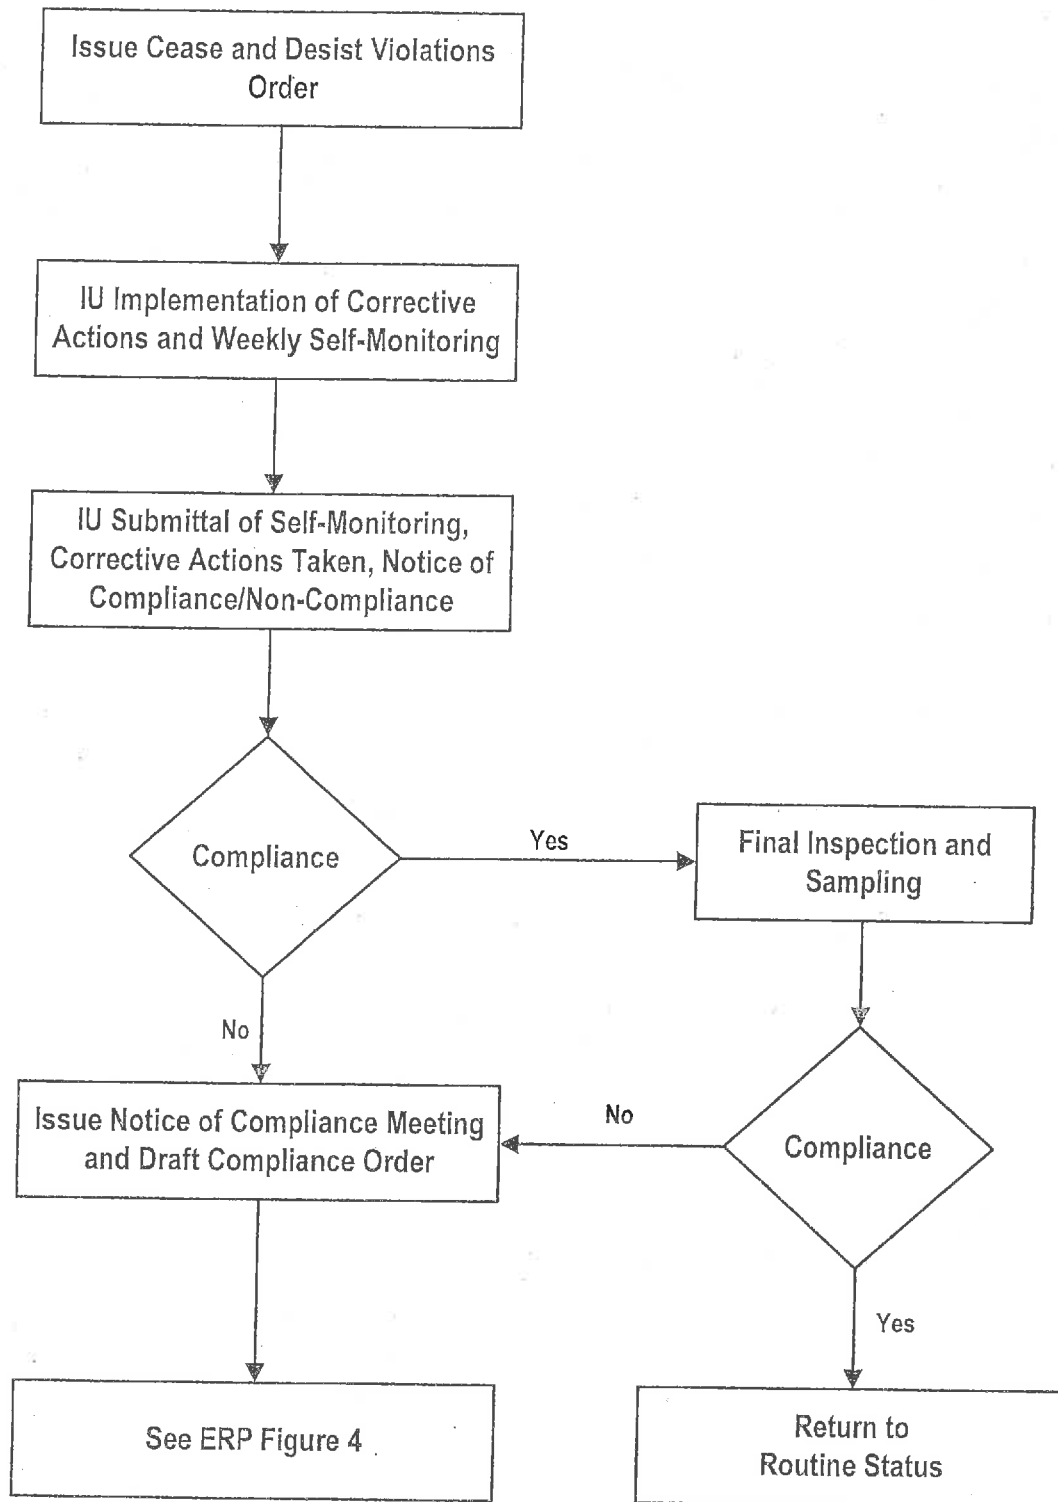 Issue Cease and Desist Violations
Order
IU Implementation of Corrective
Actions and Weekly Self-Monitoring
IU Submittal of Self-Monitoring,
Corrective Actions Taken, Notice of
Compliance/Non-Compliance
Compliance
Yes
Final Inspection and
Sampling
No
Issue Notice of Compliance Meeting
and Draft Compliance Order
No
Compliance
Yes
See ERP Figure 4
Return to
Routine Status